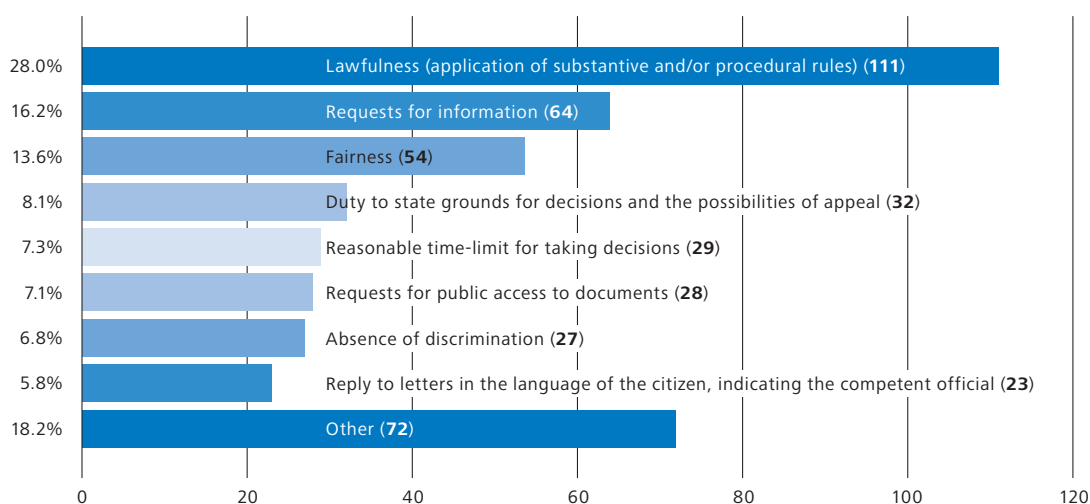 28.0% Lawfulness (application of substantive and/or procedural rules) (111)
16.2% Requests for information (64)
13.6% Fairness (54)
8.1% Duty to state grounds for decisions and the possibilities of appeal (32)
7.3% Reasonable time-limit for taking decisions (29)
7.1% Requests for public access to documents (28)
6.8% Absence of discrimination (27)
5.8% Reply to letters in the language of the citizen, indicating the competent official (23)
18.2% Other (72)
0 20 40 60 80 100 120